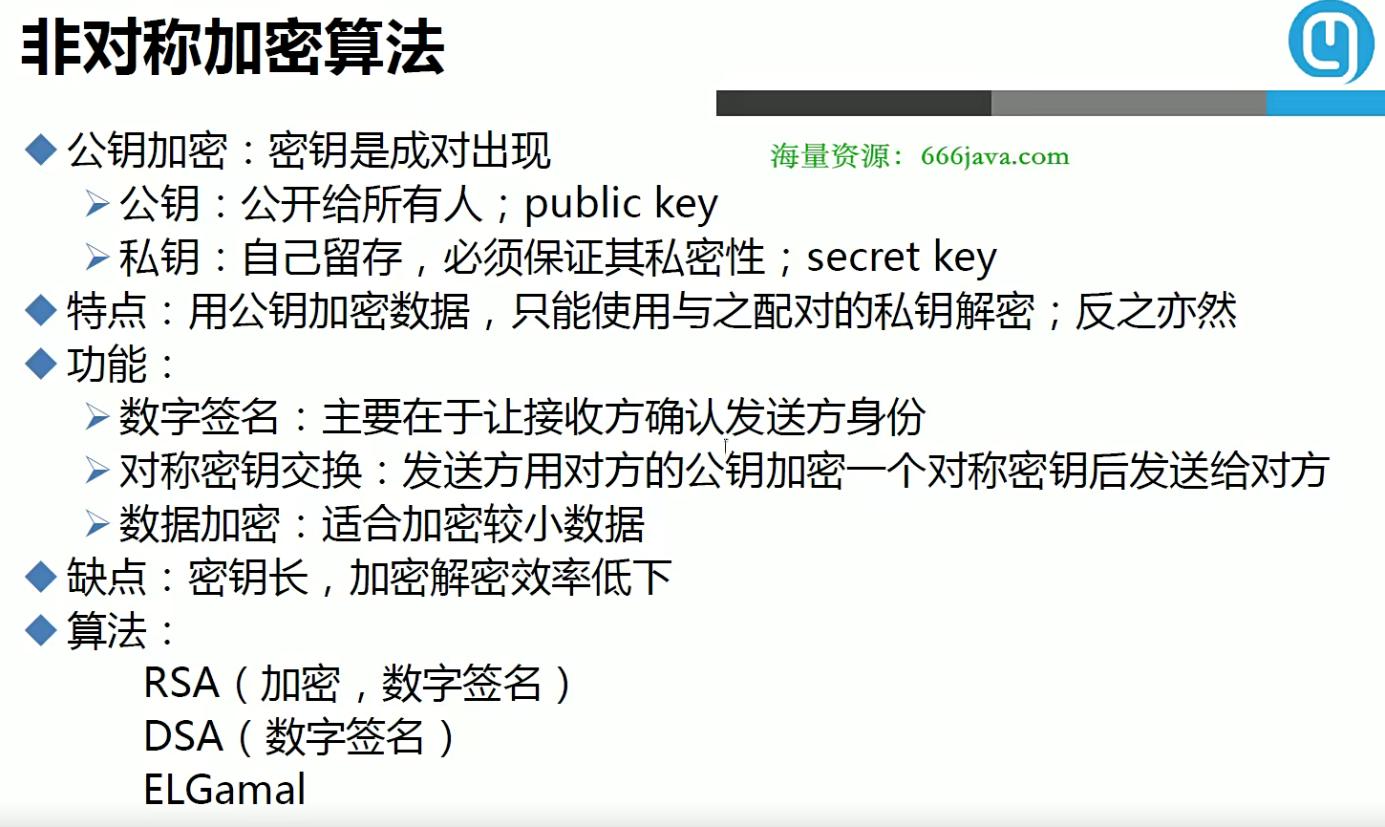 非对称加密算法
海量资源：666java.com
公钥加密：密钥是成对出现
公钥：公开给所有人；public key
私钥：自己留存，必须保证其私密性；secret key
特点：用公钥加密数据，只能使用与之配对的私钥解密；反之亦然
功能：
数字签名：主要在于让接收方确认发送方身份
对称密钥交换：发送方用对方的公钥加密一个对称密钥后发送给对方
数据加密：适合加密较小数据
缺点：密钥长，加密解密效率低下
算法：
RSA（加密，数字签名）
DSA（数字签名）
ELGamal